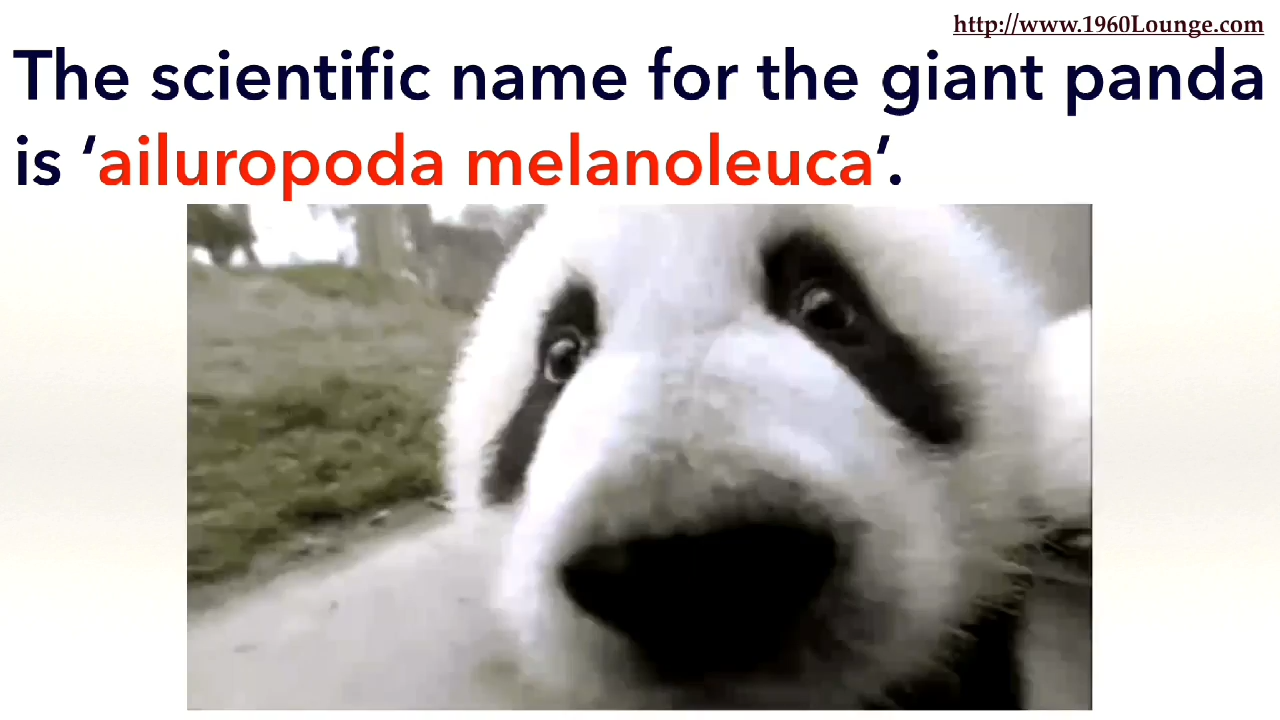 http://www.1960Lounge.com
The scientific name for the giant panda
is ‘ailuropoda melanoleuca’.